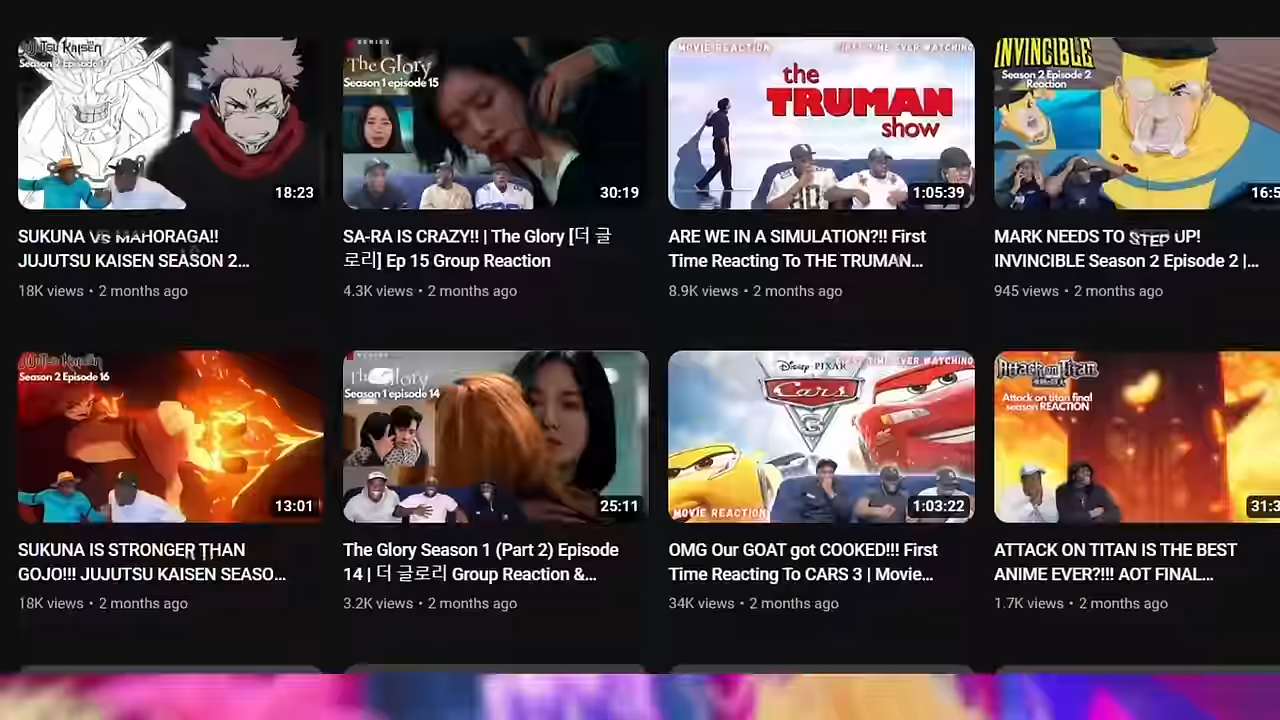 JUJUTSU KAISEN
Season 2 Episode 17
18:23
SUKUNA VS MAHORAGA!!
JUJUTSU KAISEN SEASON 2...
18K views • 2 months ago
SERIES
The Glory
Season 1 episode 15
30:19
SA-RA IS CRAZY!! | The Glory [더 글
로리] Ep 15 Group Reaction
4.3K views • 2 months ago
MOVIE REACTION
FIRST TIME EVER WATCHING
the
TRUMAN
show
1:05:39
ARE WE IN A SIMULATION?!! First
Time Reacting To THE TRUMAN...
8.9K views • 2 months ago
INVINCIBLE
Season 2 Episode 2
Reaction
16:5
MARK NEEDS TO STEP UP!
INVINCIBLE Season 2 Episode 2 |...
945 views • 2 months ago
JUJUTSU KAISEN
Season 2 Episode 16
13:01
SUKUNA IS STRONGER THAN
GOJO!!! JUJUTSU KAISEN SEASO...
18K views • 2 months ago
The Glory
Season 1 episode 14
25:11
The Glory Season 1 (Part 2) Episode
14 | 더 글로리 Group Reaction &...
3.2K views • 2 months ago
FIRST TIME EVER WATCHING
Disney PIXAR
Cars
3
MOVIE REACTION
1:03:22
OMG Our GOAT got COOKED!!! First
Time Reacting To CARS 3 | Movie...
34K views • 2 months ago
Attack on Titan
Attack on titan final
season REACTION
31:3
ATTACK ON TITAN IS THE BEST
ANIME EVER?!!! AOT FINAL...
1.7K views • 2 months ago